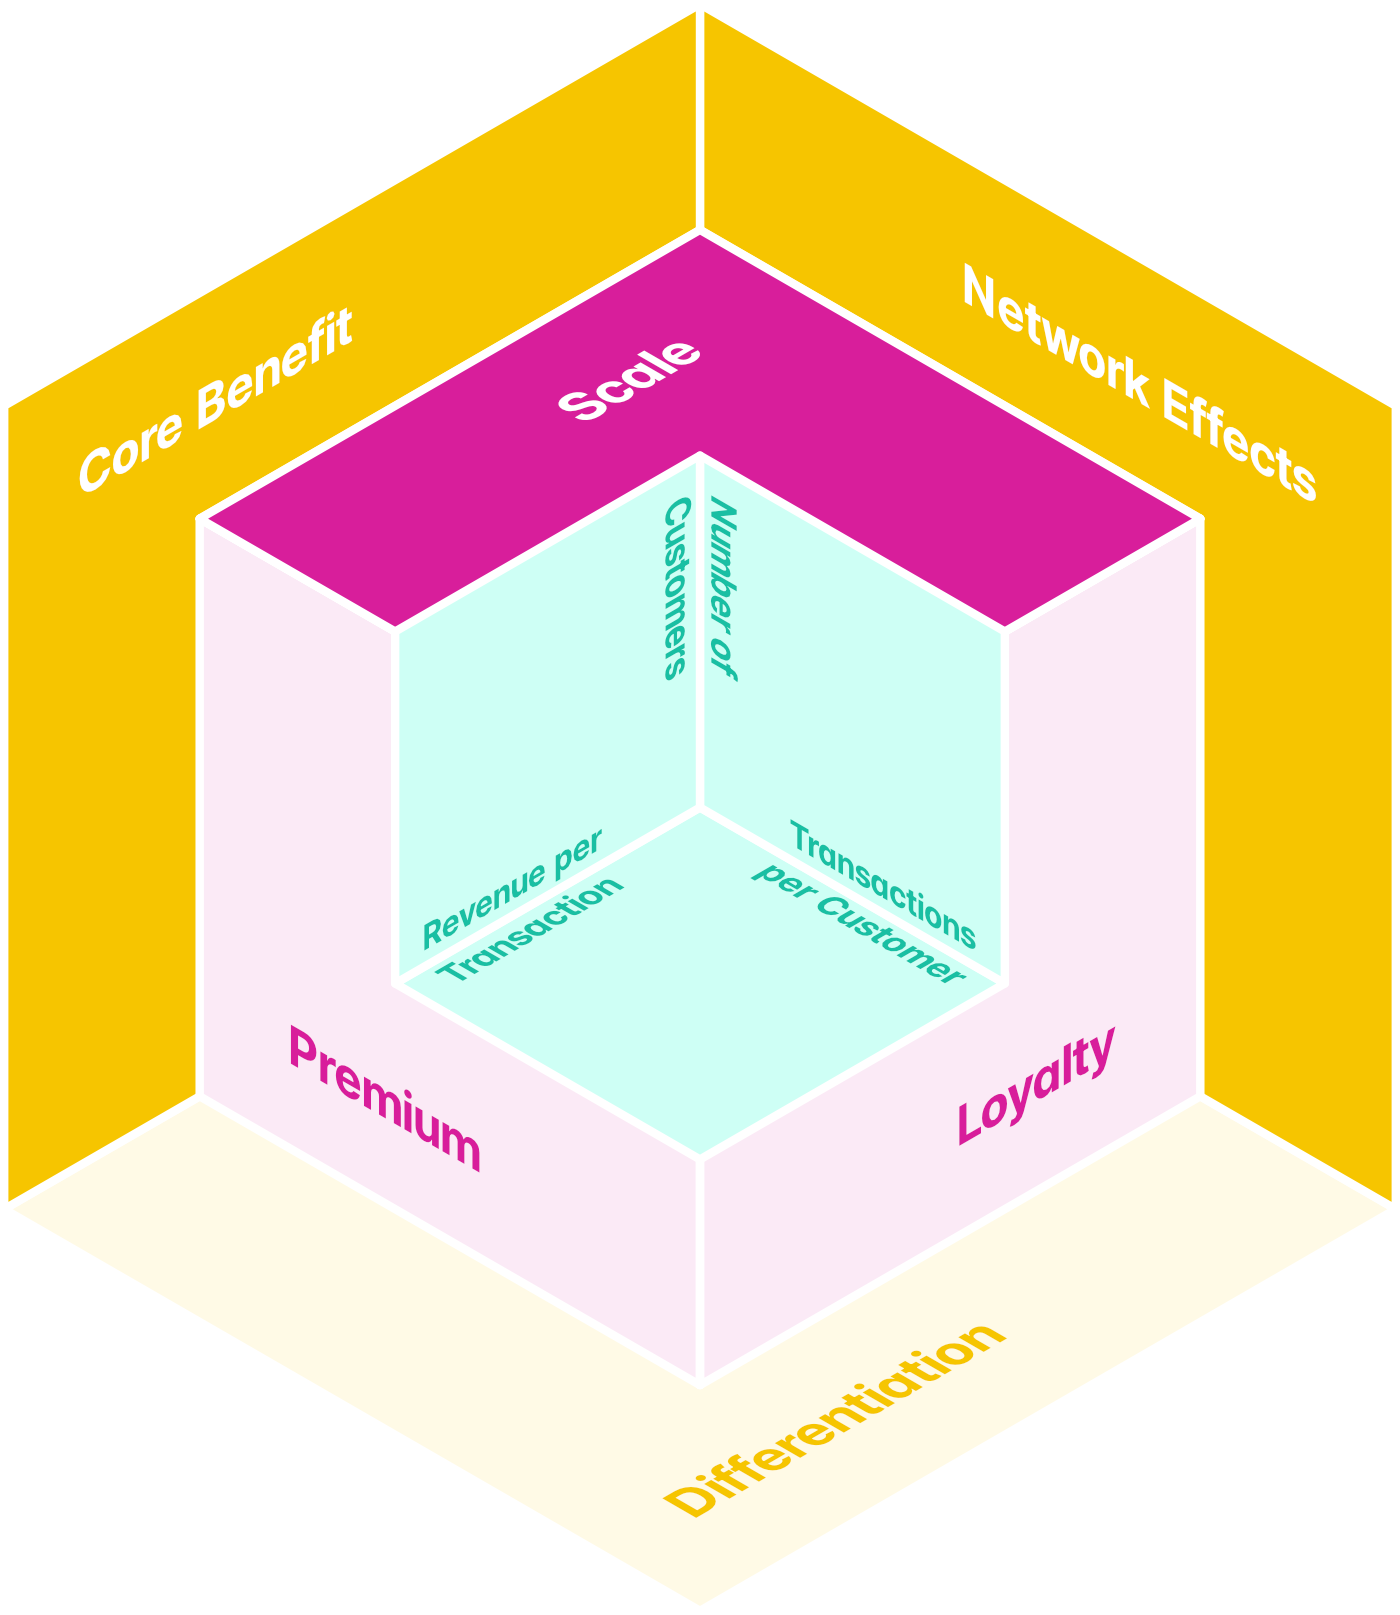 Core Benefit
Network Effects
Scale
Number of
Customers
Revenue per
Transaction
Transactions
per Customer
Premium
Loyalty
Differentiation